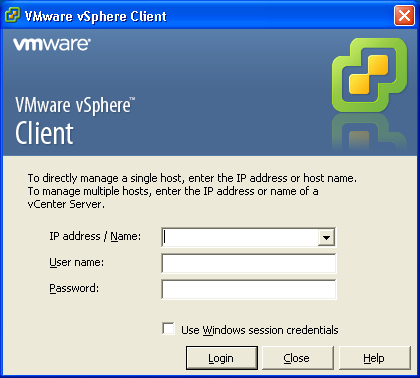 VMware vSphere Client
vmware®
VMware vSphere™
Client
To directly manage a single host, enter the IP address or host name.
To manage multiple hosts, enter the IP address or name of a
vCenter Server.
IP address / Name:
User name:
Password:
Use Windows session credentials
Login Close Help